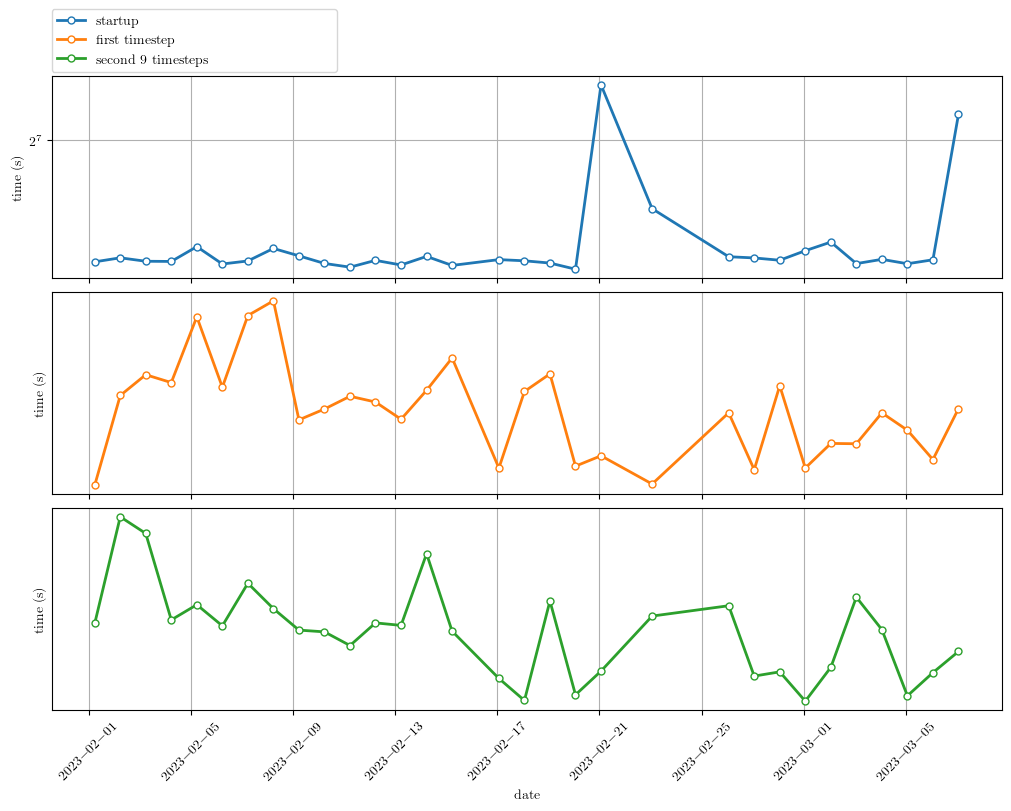 startup
first timestep
second 9 timesteps
2^7
time (s)
time (s)
time (s)
2023−02−01
2023−02−05
2023−02−09
2023−02−13
2023−02−17
2023−02−21
2023−02−25
2023−03−01
2023−03−05
date